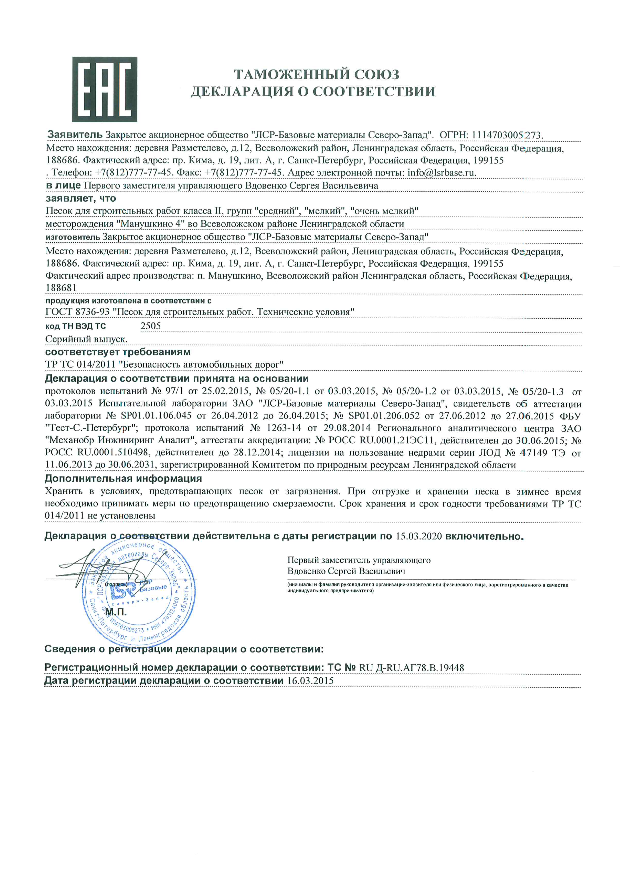 EAC
ТАМОЖЕННЫЙ СОЮЗ
ДЕКЛАРАЦИЯ О СООТВЕТСТВИИ
Заявитель Закрытое акционерное общество "ЛСР-Базовые материалы Северо-Запад". ОГРН: 1114703005273.
Место нахождения: деревня Разметелево, д.12, Всеволожский район, Ленинградская область, Российская Федерация,
188686. Фактический адрес: пр. Кима, д. 19, лит. А, г. Санкт-Петербург, Российская Федерация, 199155
. Телефон: +7(812)777-77-45. Факс: +7(812)777-77-45. Адрес электронной почты: info@lsrbase.ru.
в лице Первого заместителя управляющего Вдовенко Сергея Васильевича
заявляет, что
Песок для строительных работ класса II, групп "средний", "мелкий", "очень мелкий"
месторождения "Манушкино 4" во Всеволожском районе Ленинградской области
изготовитель Закрытое акционерное общество "ЛСР-Базовые материалы Северо-Запад"
Место нахождения: деревня Разметелево, д.12, Всеволожский район, Ленинградская область, Российская Федерация,
188686. Фактический адрес: пр. Кима, д. 19, лит. А, г. Санкт-Петербург, Российская Федерация, 199155
Фактический адрес производства: п. Манушкино, Всеволожский район Ленинградская область, Российская Федерация,
188681
продукция изготовлена в соответствии с
ГОСТ 8736-93 "Песок для строительных работ. Технические условия"
код ТН ВЭД ТС 2505
Серийный выпуск.
соответствует требованиям
ТР ТС 014/2011 "Безопасность автомобильных дорог"
Декларация о соответствии принята на основании
протоколов испытаний № 97/1 от 25.02.2015, № 05/20-1.1 от 03.03.2015, № 05/20-1.2 от 03.03.2015, № 05/20-1.3 от
03.03.2015 Испытательной лаборатории ЗАО "ЛСР-Базовые материалы Северо-Запад", свидетельств об аттестации
лаборатории № SP01.01.106.045 от 26.04.2012 до 26.04.2015; № SP01.01.206.052 от 27.06.2012 до 27.06.2015 ФБУ
"Тест-С.-Петербург"; протокола испытаний № 1263-14 от 29.08.2014 Регионального аналитического центра ЗАО
"Механобр Инжиниринг Аналит", аттестаты аккредитации: № РОСС RU.0001.21ЭС11, действителен до 30.06.2015; №
РОСС RU.0001.510498, действителен до 28.12.2014; лицензии на пользование недрами серии ЛОД № 47149 ТЭ от
11.06.2013 до 30.06.2031, зарегистрированной Комитетом по природным ресурсам Ленинградской области
Дополнительная информация
Хранить в условиях, предотвращающих песок от загрязнения. При отгрузке и хранении песка в зимнее время
необходимо принимать меры по предотвращению смерзаемости. Срок хранения и срок годности требованиями ТР ТС
014/2011 не установлены
Декларация о соответствии действительна с даты регистрации по 15.03.2020 включительно.
Первый заместитель управляющего
Вдовенко Сергей Васильевич
(инициалы и фамилия руководителя организации-заявителя или физического лица, зарегистрированного в качестве
индивидуального предпринимателя)
М.П.
Сведения о регистрации декларации о соответствии:
Регистрационный номер декларации о соответствии: ТС № RU Д-RU.АГ78.В.19448
Дата регистрации декларации о соответствии 16.03.2015